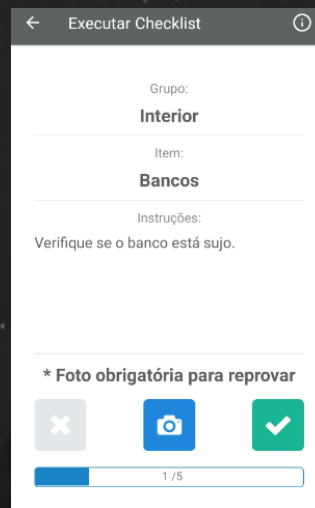 Executar Checklist
Grupo:
Interior
Item:
Bancos
Instruções:
Verifique se o banco está sujo.
* Foto obrigatória para reprovar
1 /5